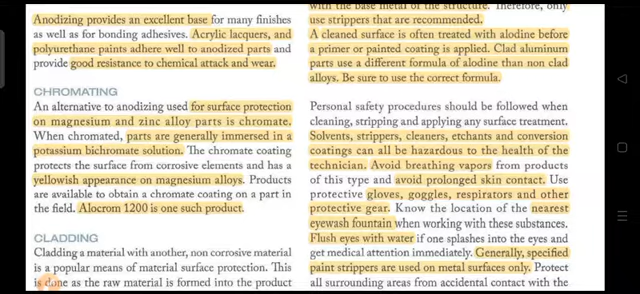 Anodizing provides an excellent base for many finishes
as well as for bonding adhesives. Acrylic lacquers, and
polyurethane paints adhere well to anodized parts and
provide good resistance to chemical attack and wear.
CHROMATING
An alternative to anodizing used for surface protection
on magnesium and zinc alloy parts is chromate.
When chromated, parts are generally immersed in a
potassium bichromate solution. The chromate coating
protects the surface from corrosive elements and has a
yellowish appearance on magnesium alloys. Products
are available to obtain a chromate coating on a part in
the field. Alocrom 1200 is one such product.
CLADDING
Cladding a material with another, non corrosive material
is a popular means of material surface protection. This
is done as the raw material is formed into the product
with the base metal of the structure. Therefore, only
use strippers that are recommended.
A cleaned surface is often treated with alodine before
a primer or painted coating is applied. Clad aluminum
parts use a different formula of alodine than non clad
alloys. Be sure to use the correct formula.
Personal safety procedures should be followed when
cleaning, stripping and applying any surface treatment.
Solvents, strippers, cleaners, etchants and conversion
coatings can all be hazardous to the health of the
technician. Avoid breathing vapors from products
of this type and avoid prolonged skin contact. Use
protective gloves, goggles, respirators and other
protective gear. Know the location of the nearest
eyewash fountain when working with these substances.
Flush eyes with water if one splashes into the eyes and
get medical attention immediately. Generally, specified
paint strippers are used on metal surfaces only. Protect
all surrounding areas from accidental contact with the